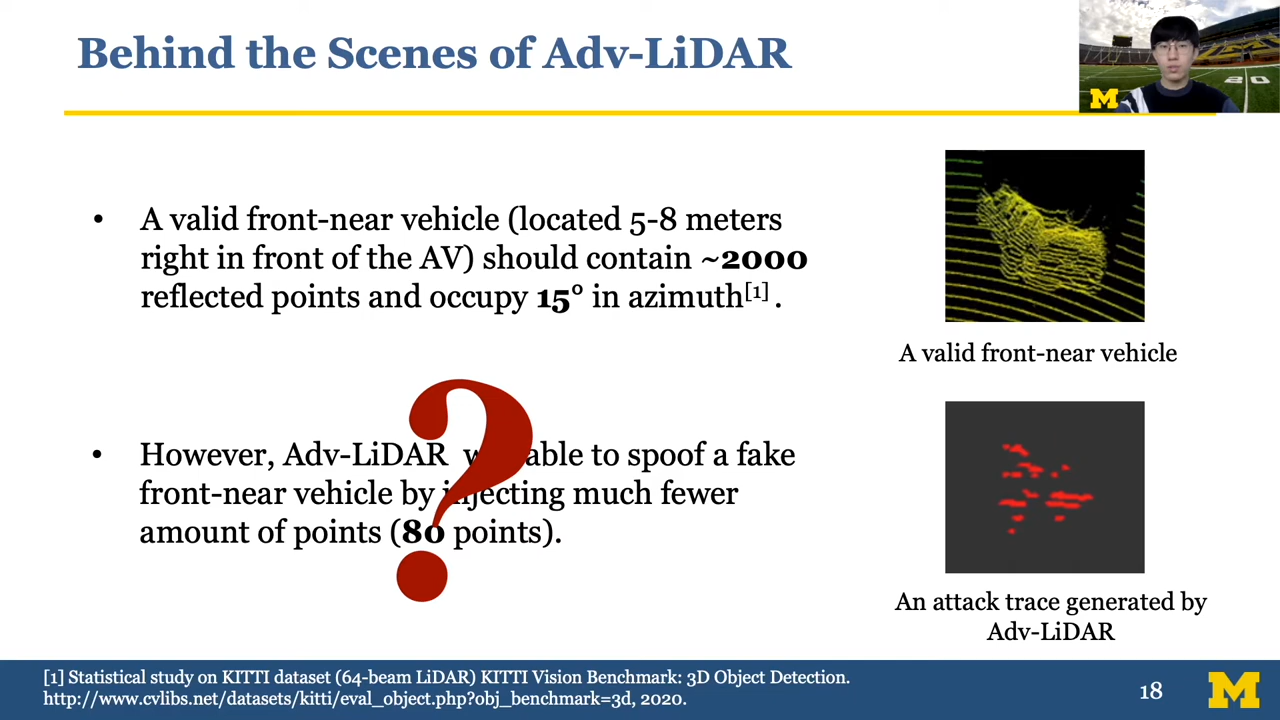 Behind the Scenes of Adv-LiDAR
M
20
• A valid front-near vehicle (located 5-8 meters
right in front of the AV) should contain ~2000
reflected points and occupy 15° in azimuth[1] .
A valid front-near vehicle
?
• However, Adv-LiDAR able to spoof a fake
front-near vehicle by injecting much fewer
amount of points (80 points).
An attack trace generated by
Adv-LiDAR
[1] Statistical study on KITTI dataset (64-beam LiDAR) KITTI Vision Benchmark: 3D Object Detection.
http://www.cvlibs.net/datasets/kitti/eval_object.php?obj_benchmark=3d, 2020.
18
M